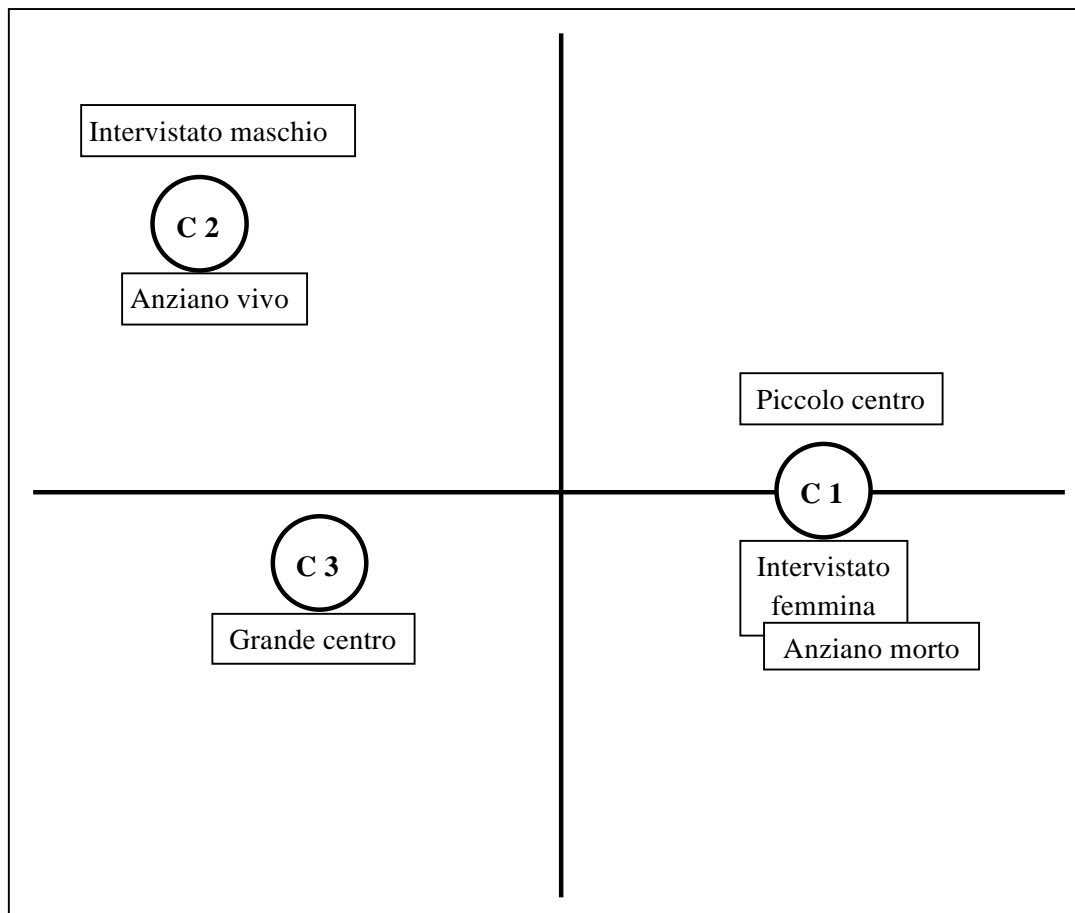 Intervistato maschio
C 2
Anziano vivo
Piccolo centro
C 1
C 3
Intervistato
femmina
Grande centro
Anziano morto